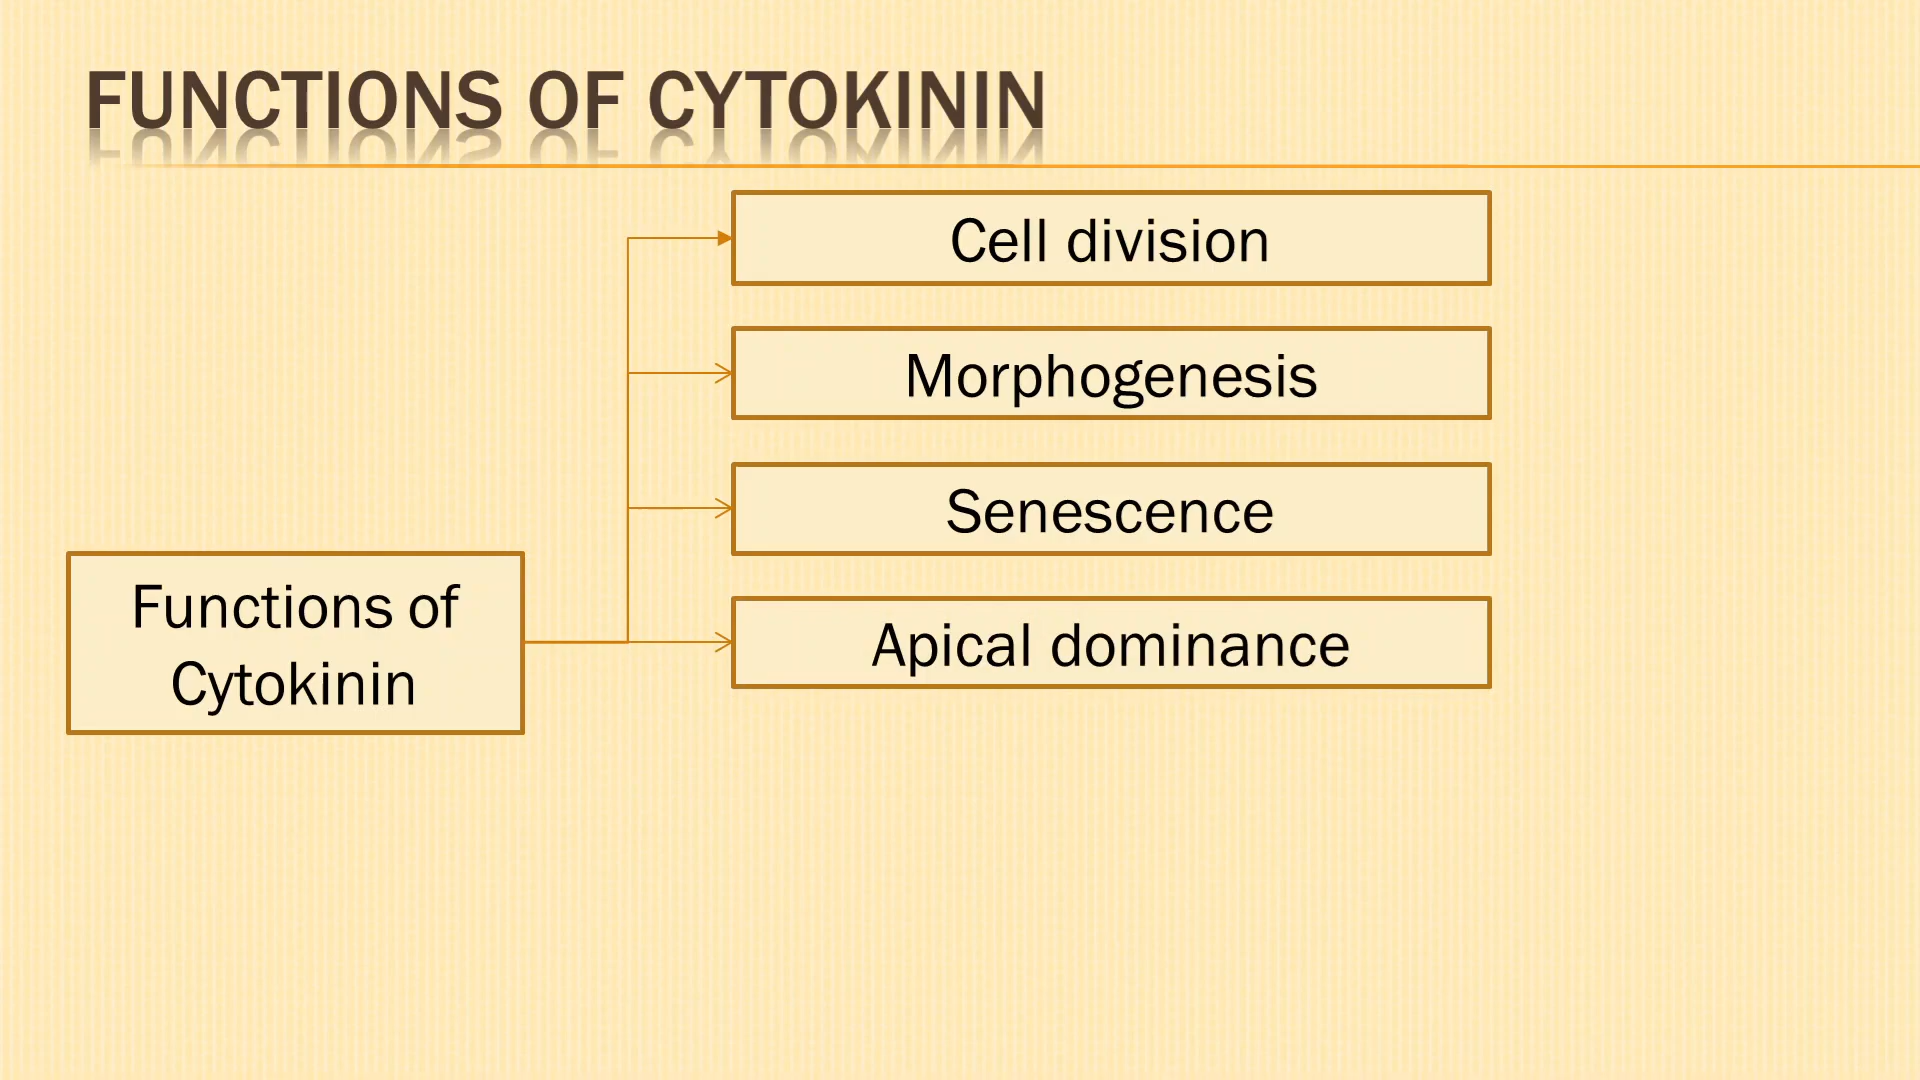 FUNCTIONS OF CYTOKININ
Cell division
Morphogenesis
Senescence
Functions of
Cytokinin
Apical dominance